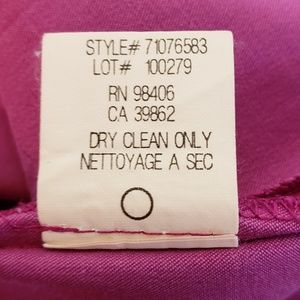 STYLE# 71076583
LOT# 100279
RN 98406
CA 39862
DRY CLEAN ONLY
NETTOYAGE A SEC